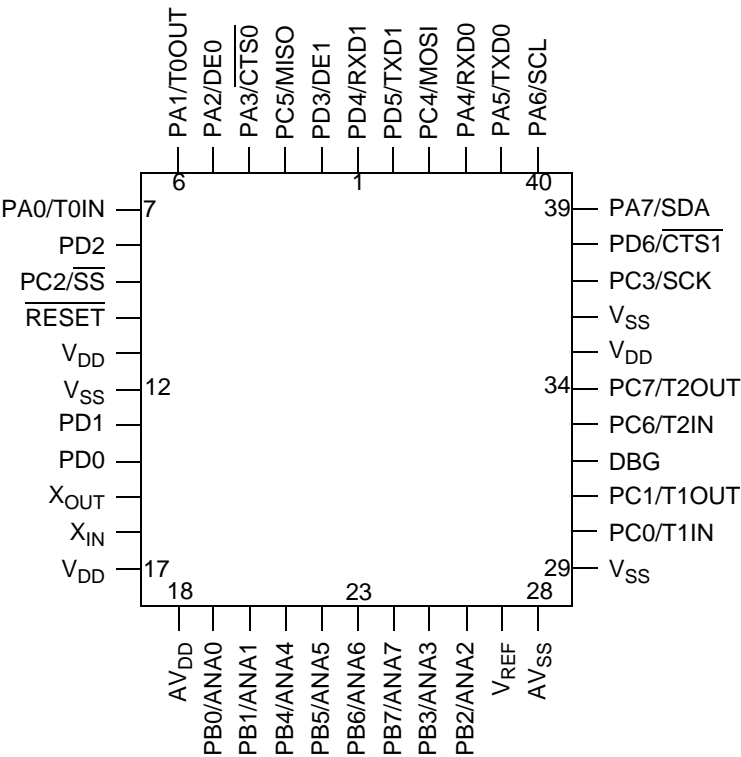 PA1/T0OUT
PA2/DE0
PA3/CTS0
PC5/MISO
PD3/DE1
PD4/RXD1
PD5/TXD1
PC4/MOSI
PA4/RXD0
PA5/TXD0
PA6/SCL
6 1 40
PA0/T0IN 7 39 PA7/SDA
PD2 PD6/CTS1
PC2/SS PC3/SCK
RESET VSS
VDD VDD
VSS 12 34 PC7/T2OUT
PD1 PC6/T2IN
PD0 DBG
XOUT PC1/T1OUT
XIN PC0/T1IN
VDD 17 29 VSS
18 23 28
AVDD
PB0/ANA0
PB1/ANA1
PB4/ANA4
PB5/ANA5
PB6/ANA6
PB7/ANA7
PB3/ANA3
PB2/ANA2
VREF
AVSS